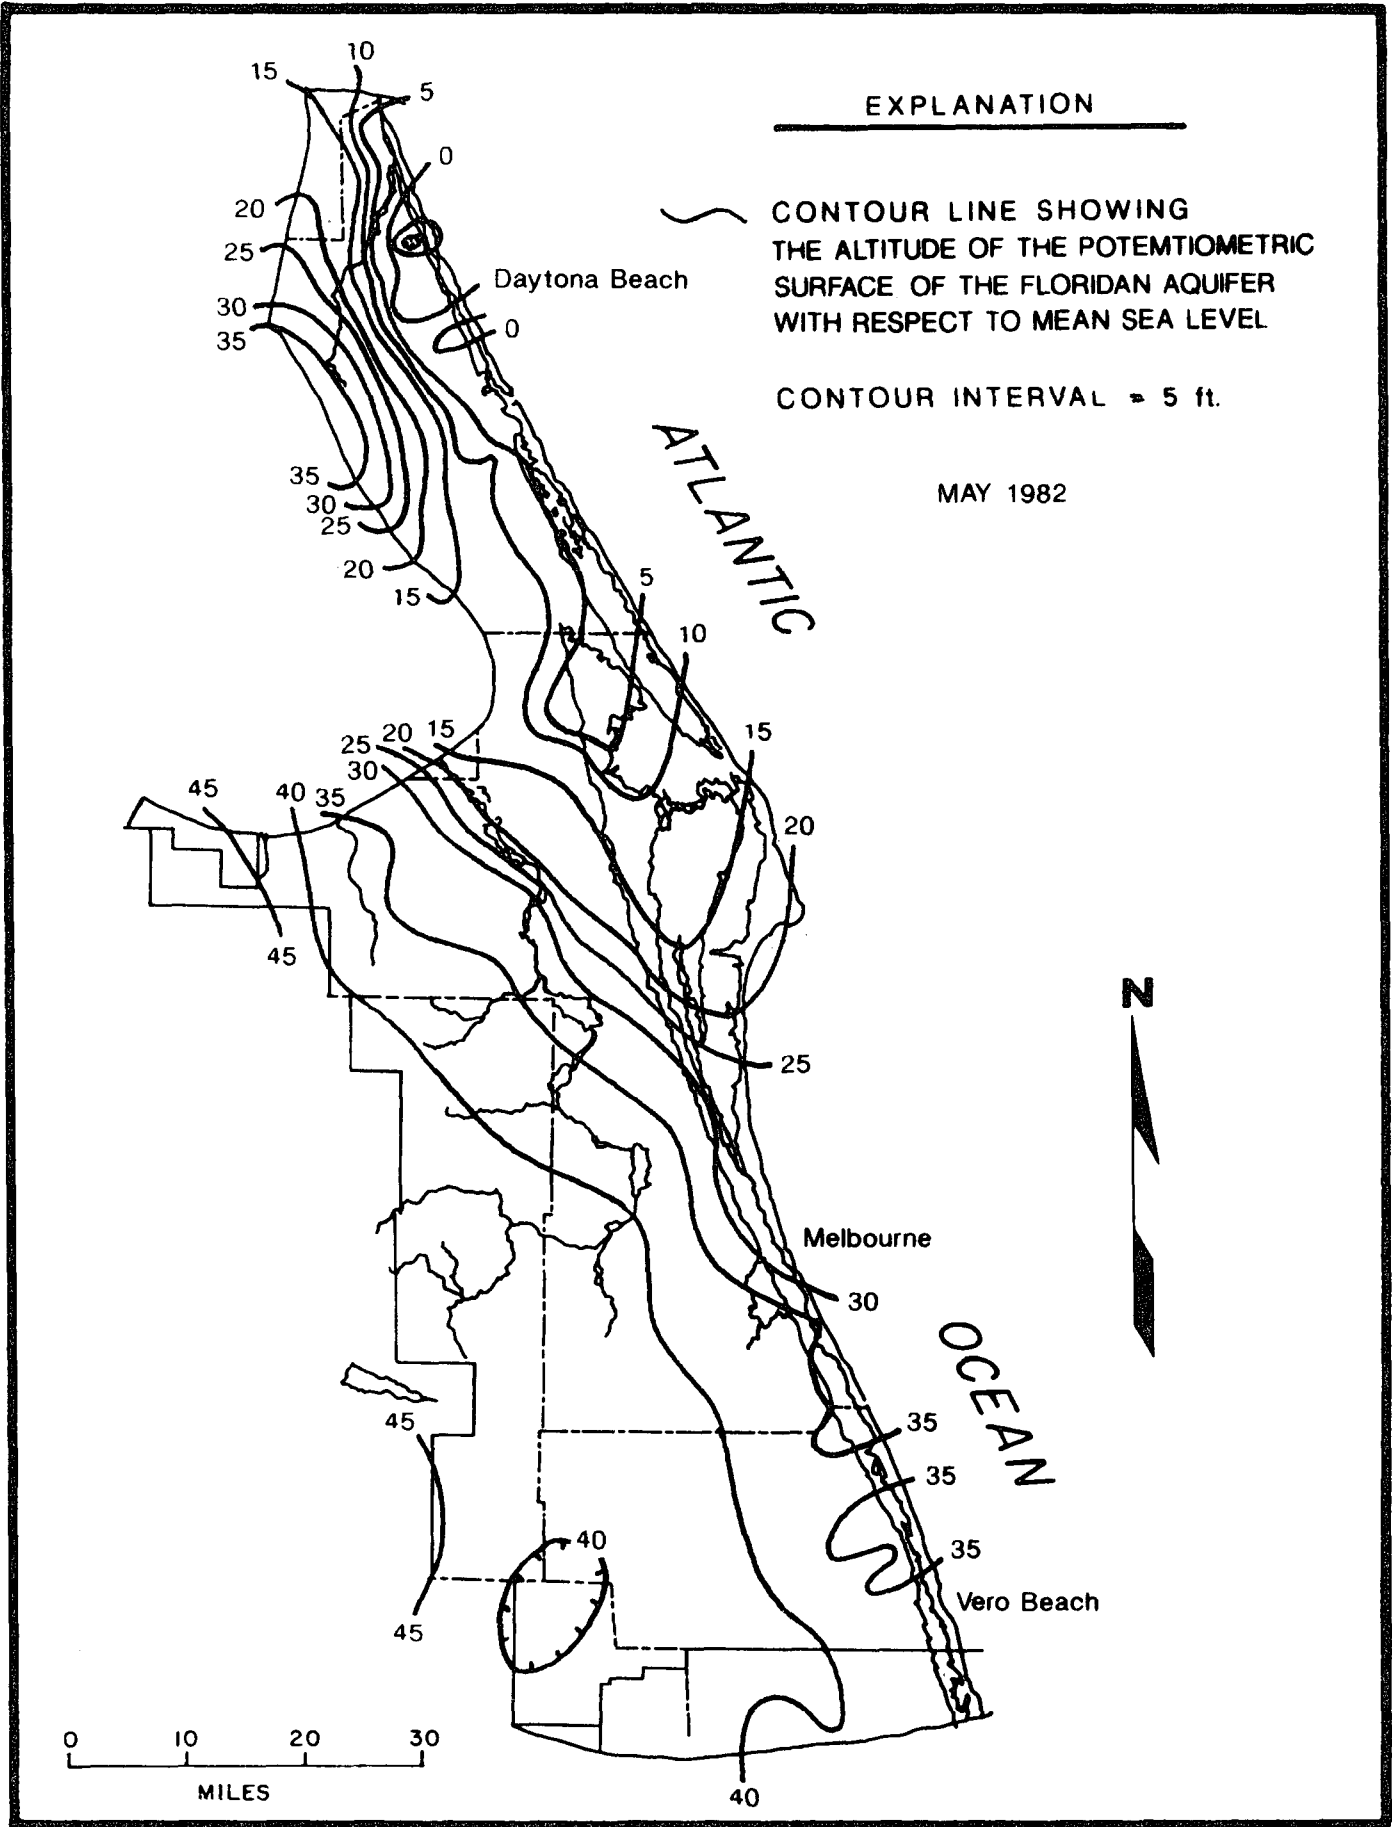 10
15
5
EXPLANATION
0
20
CONTOUR LINE SHOWING
THE ALTITUDE OF THE POTEMTIOMETRIC
SURFACE OF THE FLORIDAN AQUIFER
WITH RESPECT TO MEAN SEA LEVEL
25
Daytona Beach
30
35
0
CONTOUR INTERVAL = 5 ft.
ATLANTIC
MAY 1982
35
30
25
20
15
5
10
15
20
25
30
15
45
40
35
20
45
N
25
Melbourne
30
OCEAN
45
35
35
40
35
Vero Beach
45
0 10 20 30
MILES
40